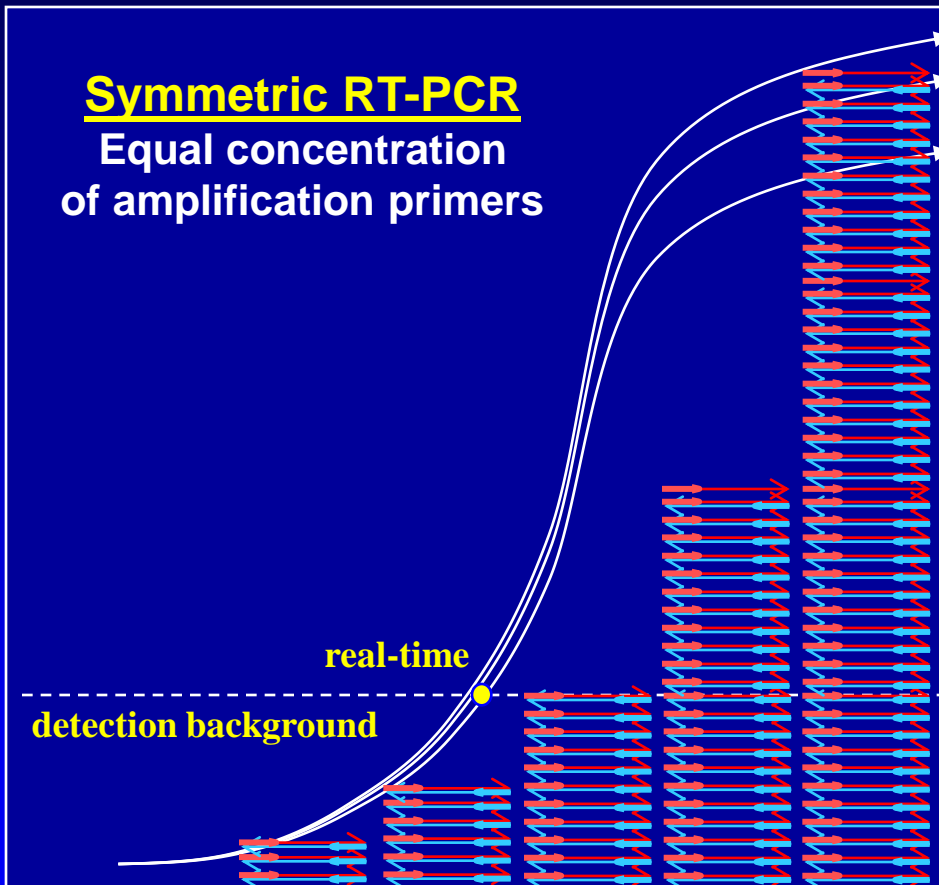 Symmetric RT-PCR
Equal concentration
of amplification primers
real-time
detection background